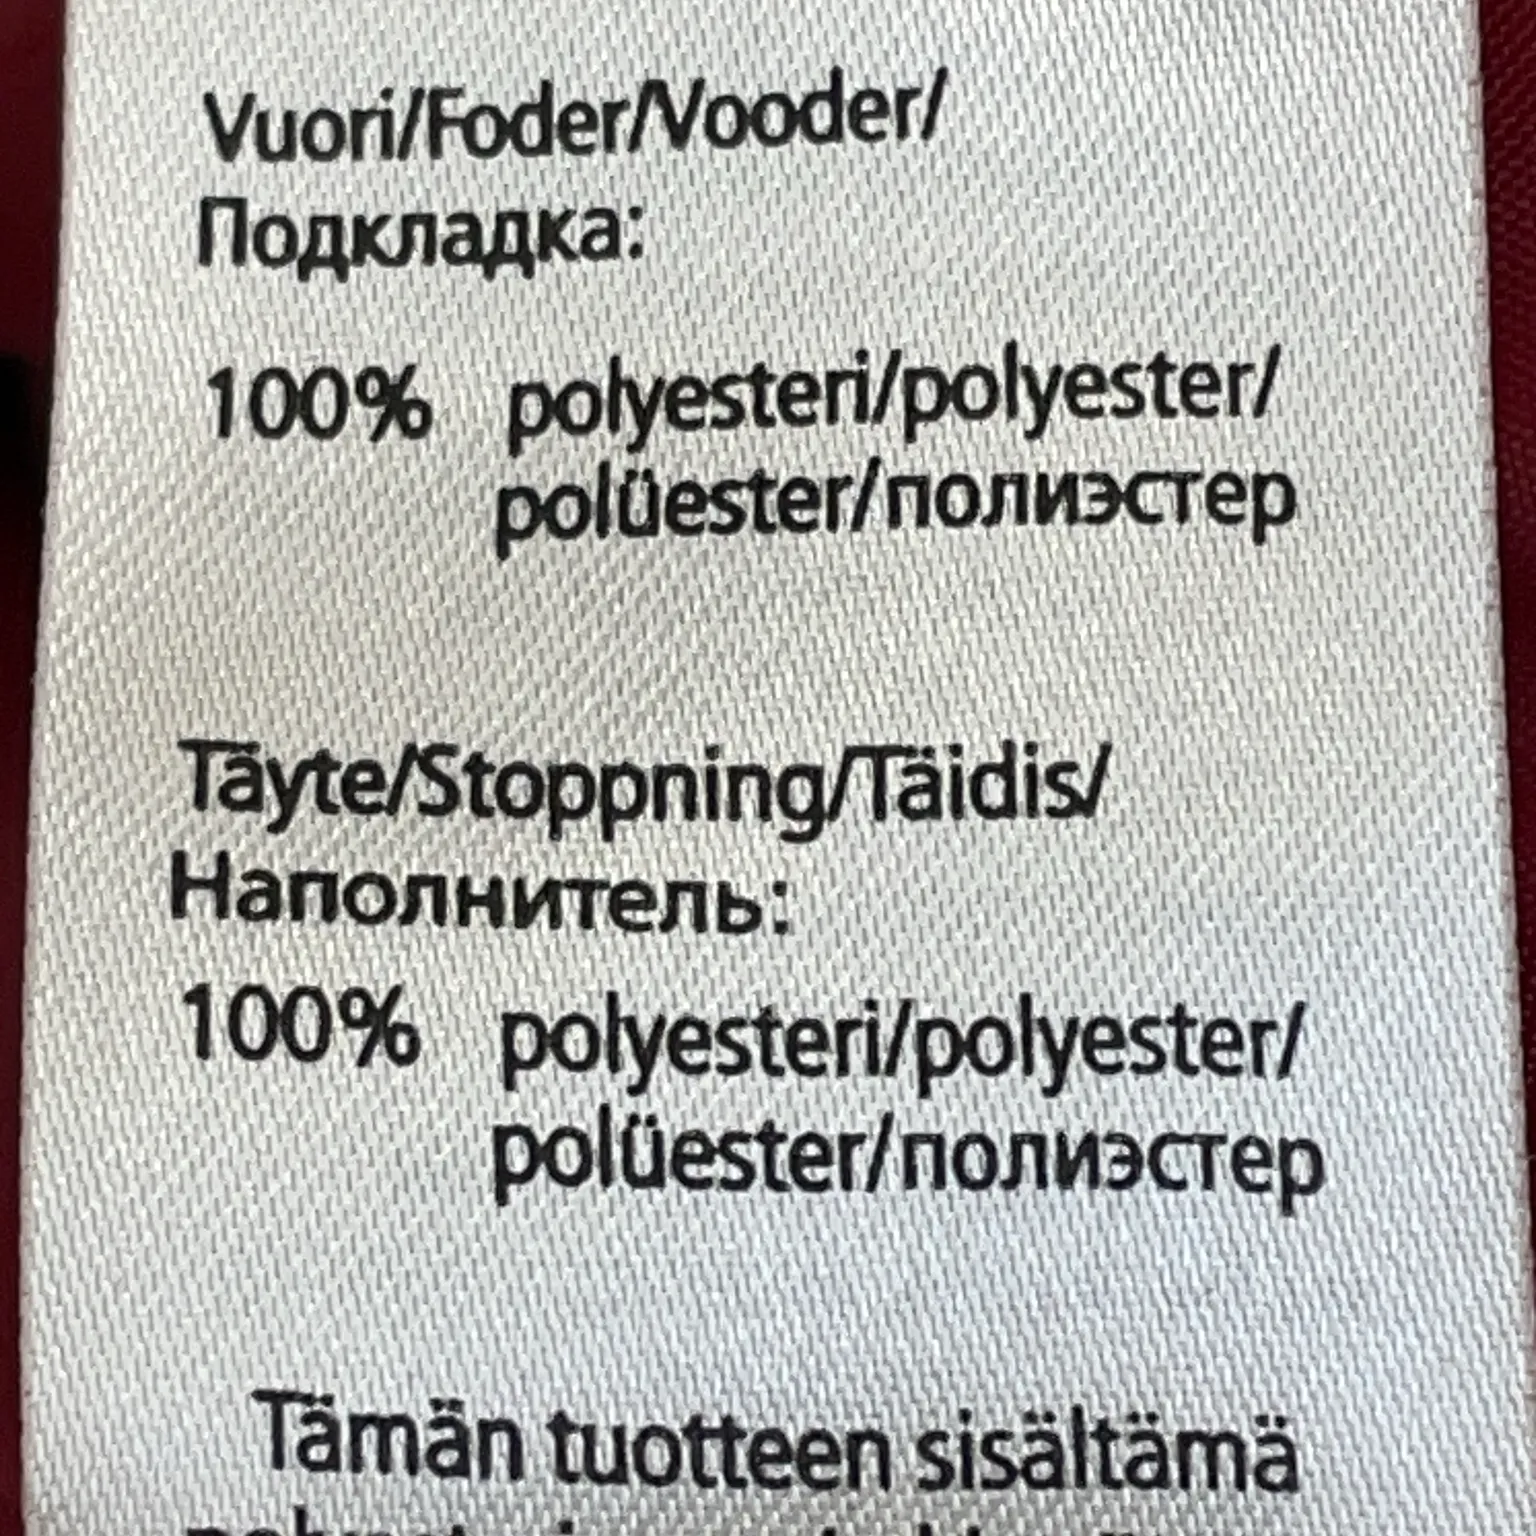 Vuori/Foder/Vooder/
Подкладка:
100% polyesteri/polyester/
polüester/полиэстер
Täyte/Stoppning/Täidis/
Наполнитель:
100% polyesteri/polyester/
polüester/полиэстер
Tämän tuotteen sisältämä